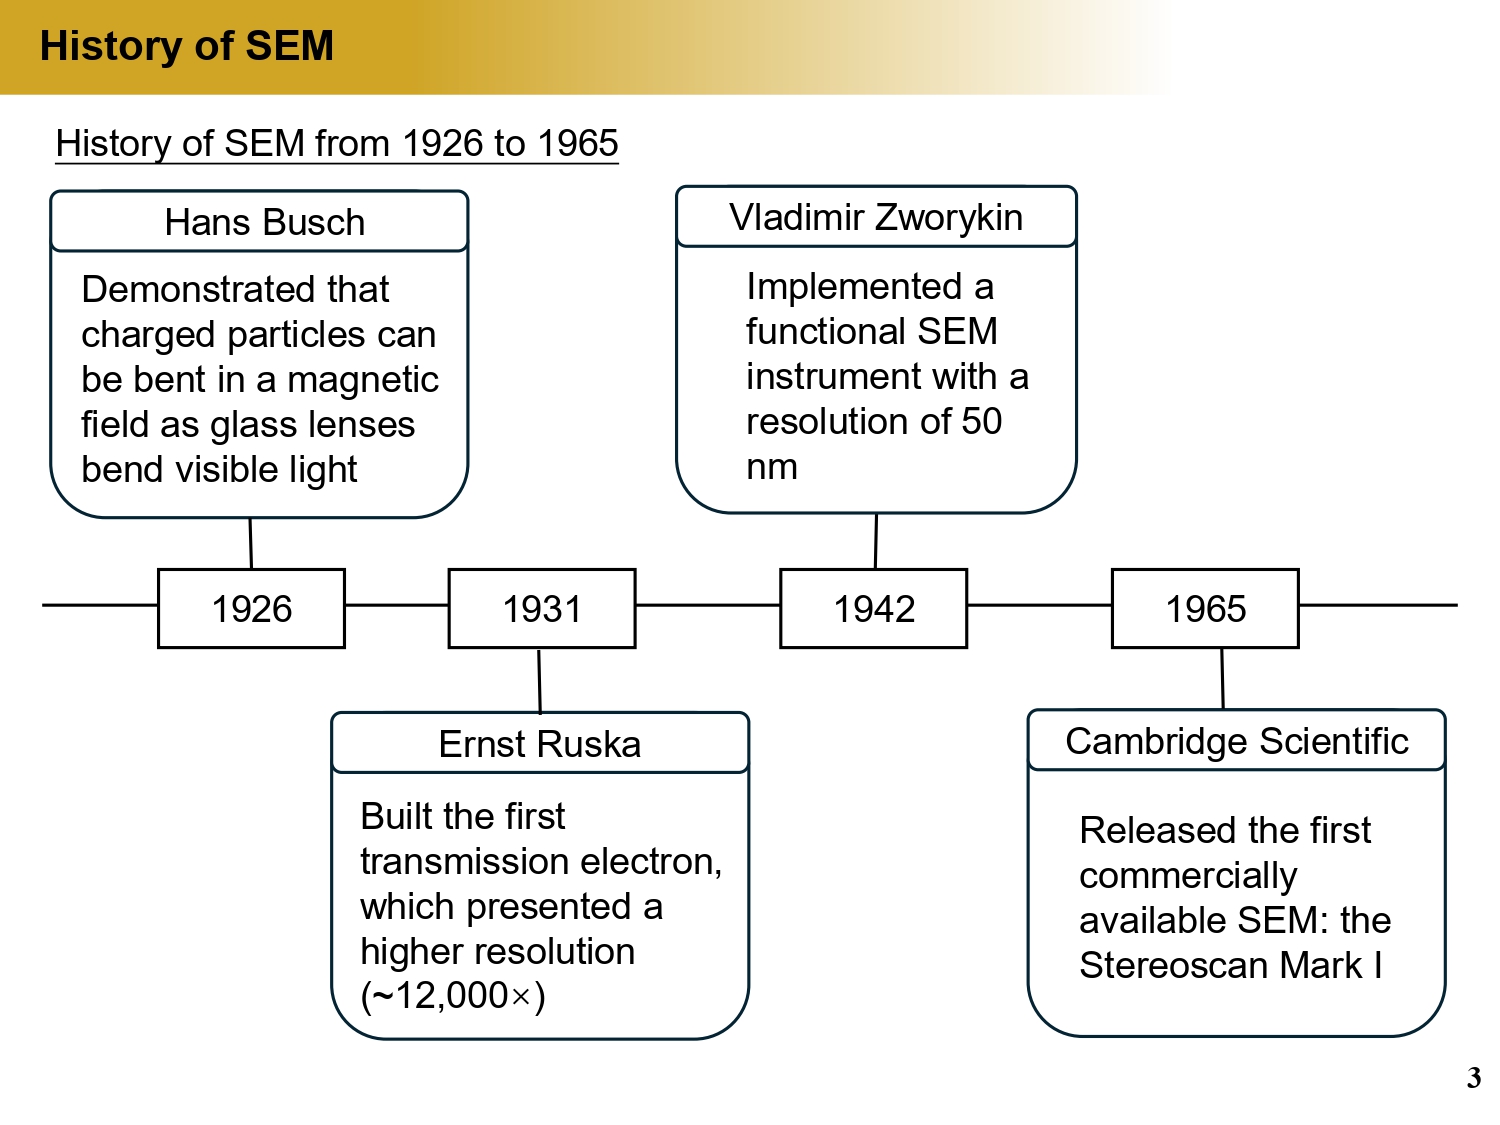 History of SEM
History of SEM from 1926 to 1965
Hans Busch
Demonstrated that
charged particles can
be bent in a magnetic
field as glass lenses
bend visible light
Vladimir Zworykin
Implemented a
functional SEM
instrument with a
resolution of 50
nm
1926
1931
1942
1965
Ernst Ruska
Built the first
transmission electron,
which presented a
higher resolution
(~12,000×)
Cambridge Scientific
Released the first
commercially
available SEM: the
Stereoscan Mark I
3